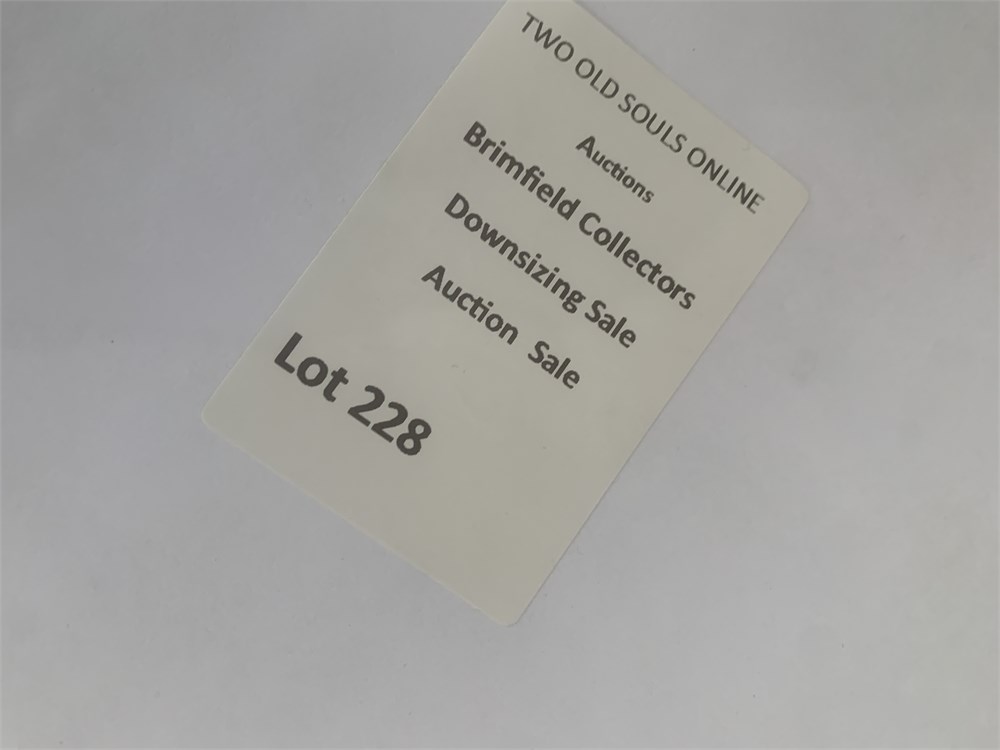 TWO OLD SOULS ONLINE
Auctions
Brimfield Collectors
Downsizing Sale
Auction Sale
Lot 228